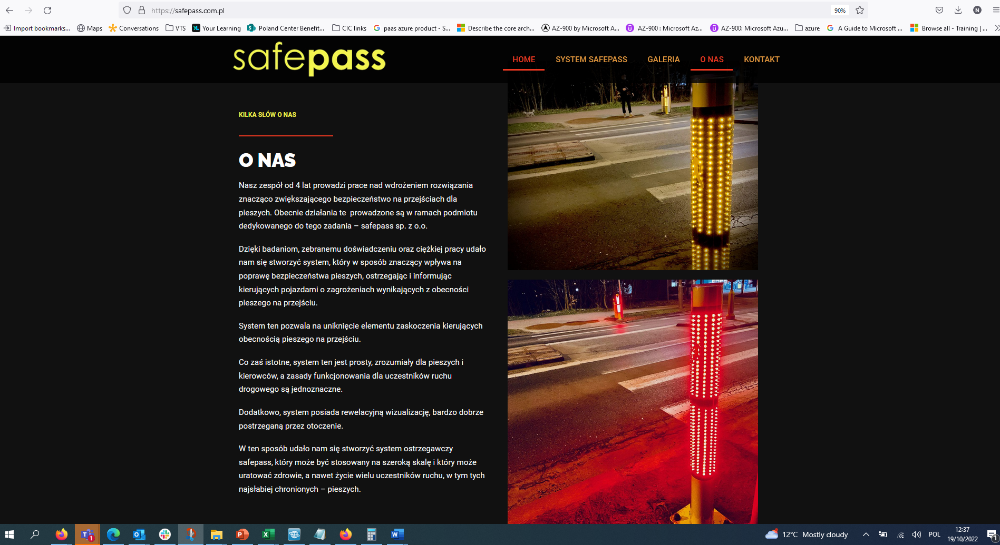 https://safepass.com.pl
90%
N
Import bookmarks...
Maps
Conversations
VTS
Your Learning
Poland Center Benefit...
CIC links
paas azure product - S...
Describe the core arch...
AZ-900 by Microsoft A...
AZ-900 : Microsoft Az...
AZ-900: Microsoft Azu...
azure
A Guide to Microsoft ...
Browse all - Training | ...
safepass
HOME
SYSTEM SAFEPASS
GALERIA
O NAS
KONTAKT
KILKA SŁÓW O NAS
O NAS
Nasz zespół od 4 lat prowadzi prace nad wdrożeniem rozwiązania
znacząco zwiększającego bezpieczeństwo na przejściach dla
pieszych. Obecnie działania te  prowadzone są w ramach podmiotu
dedykowanego do tego zadania – safepass sp. z o.o.
Dzięki badaniom, zebranemu doświadczeniu oraz ciężkiej pracy udało
nam się stworzyć system, który w sposób znaczący wpływa na
poprawę bezpieczeństwa pieszych, ostrzegając i informując
kierujących pojazdami o zagrożeniach wynikających z obecności
pieszego na przejściu.
System ten pozwala na uniknięcie elementu zaskoczenia kierujących
obecnością pieszego na przejściu.
Co zaś istotne, system ten jest prosty, zrozumiały dla pieszych i
kierowców, a zasady funkcjonowania dla uczestników ruchu
drogowego są jednoznaczne.
Dodatkowo, system posiada rewelacyjną wizualizację, bardzo dobrze
postrzeganą przez otoczenie.
W ten sposób udało nam się stworzyć system ostrzegawczy
safepass, który może być stosowany na szeroką skalę i który może
uratować zdrowie, a nawet życie wielu uczestników ruchu, w tym tych
najsłabiej chronionych – pieszych.
12°C Mostly cloudy
POL
12:37
19/10/2022
1